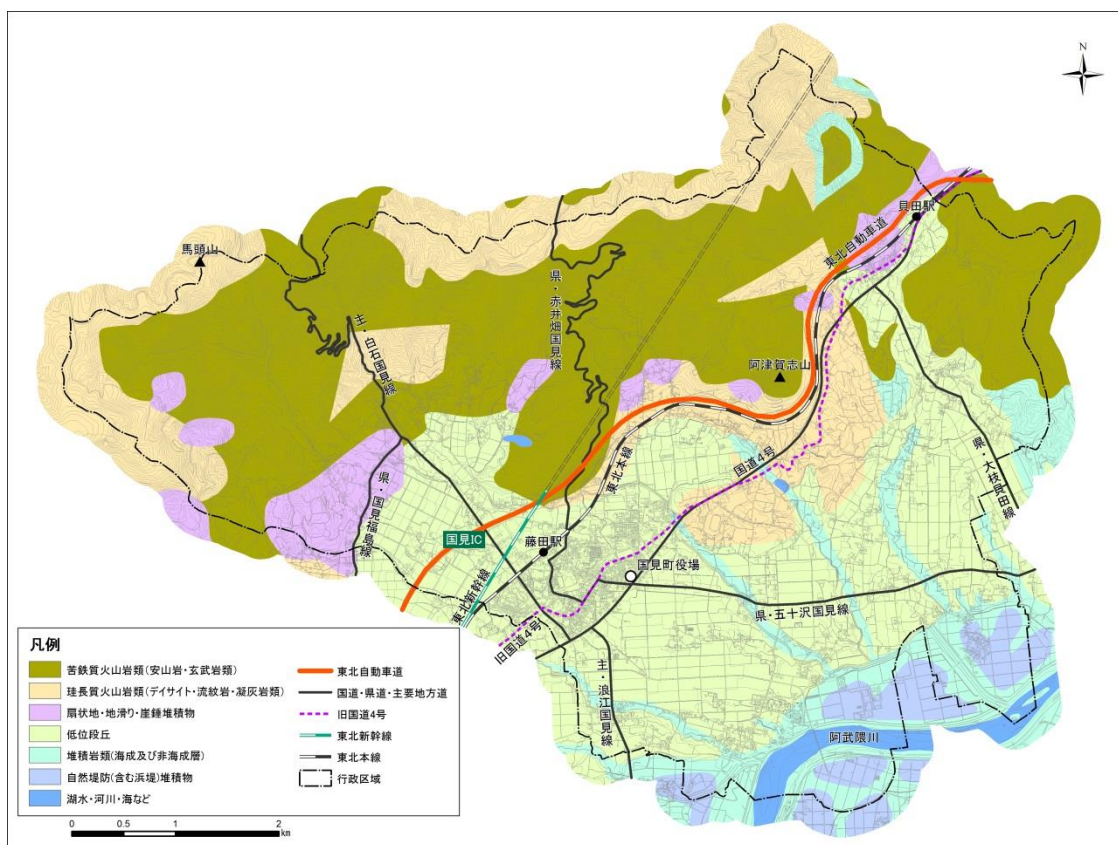 N
馬頭山
主・白石国見線
県・赤井畑国見線
東北自動車道
貝田駅
阿津賀志山
東北本線
国道4号
県・大枝貝田線
県・国見福島線
国見IC
藤田駅
国見町役場
東北新幹線
県・五十沢国見線
旧国道4号
主・浪江国見線
阿武隈川
凡例
苦鉄質火山岩類(安山岩・玄武岩類)
珪長質火山岩類(デイサイト・流紋岩・凝灰岩類)
扇状地・地滑り・崖錐堆積物
低位段丘
堆積岩類(海成及び非海成層)
自然堤防(含む浜堤)堆積物
湖水・河川・海など
東北自動車道
国道・県道・主要地方道
旧国道4号
東北新幹線
東北本線
行政区域
0 0.5 1 2
km